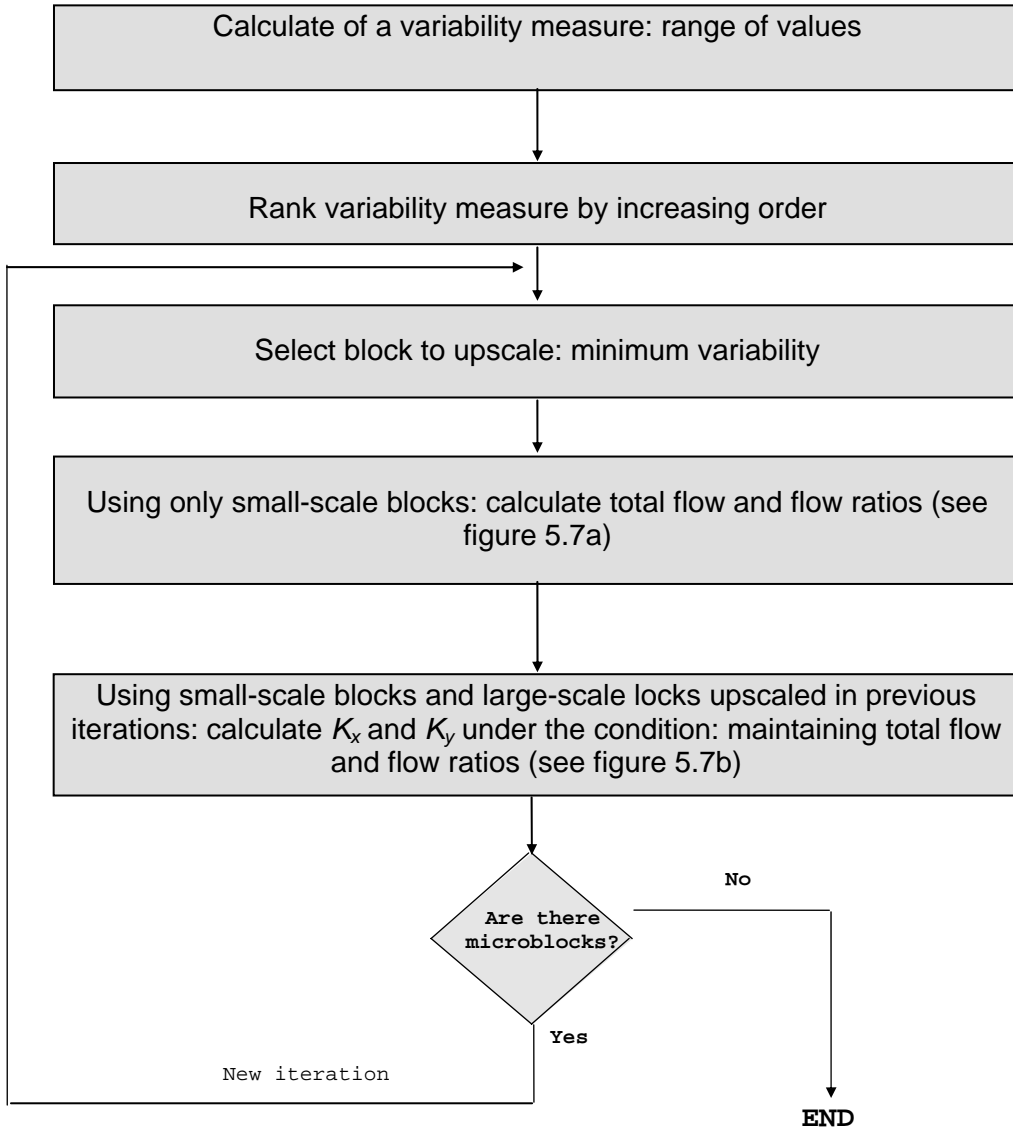 Calculate of a variability measure: range of values
Rank variability measure by increasing order
Select block to upscale: minimum variability
Using only small-scale blocks: calculate total flow and flow ratios (see
figure 5.7a)
Using small-scale blocks and large-scale locks upscaled in previous
iterations: calculate Kx and Ky under the condition: maintaining total flow
and flow ratios (see figure 5.7b)
No
Are there
microblocks?
Yes
New iteration
END